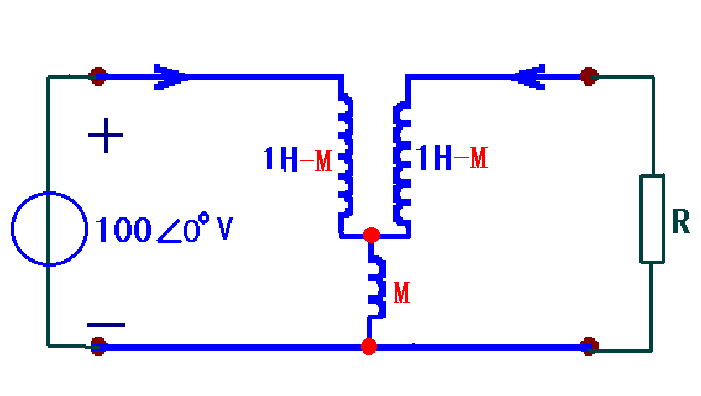 +
1H-M
1H-M
100∠0° V
R
M
—